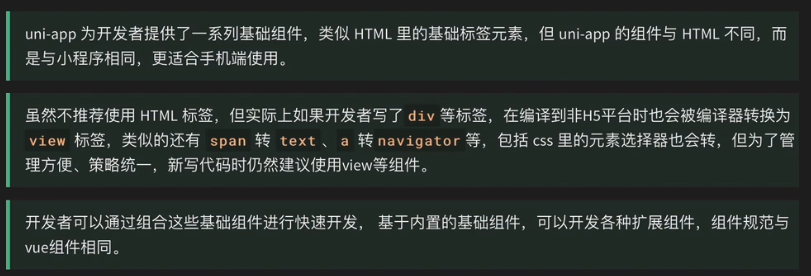 uni-app 为开发者提供了一系列基础组件，类似 HTML 里的基础标签元素，但 uni-app 的组件与 HTML 不同，而
是与小程序相同，更适合手机端使用。
虽然不推荐使用 HTML 标签，但实际上如果开发者写了 div 等标签，在编译到非H5平台时也会被编译器转换为
view 标签，类似的还有 span 转 text 、a 转 navigator 等，包括 css 里的元素选择器也会转，但为了管
理方便、策略统一，新写代码时仍然建议使用view等组件。
开发者可以通过组合这些基础组件进行快速开发， 基于内置的基础组件，可以开发各种扩展组件，组件规范与
vue组件相同。